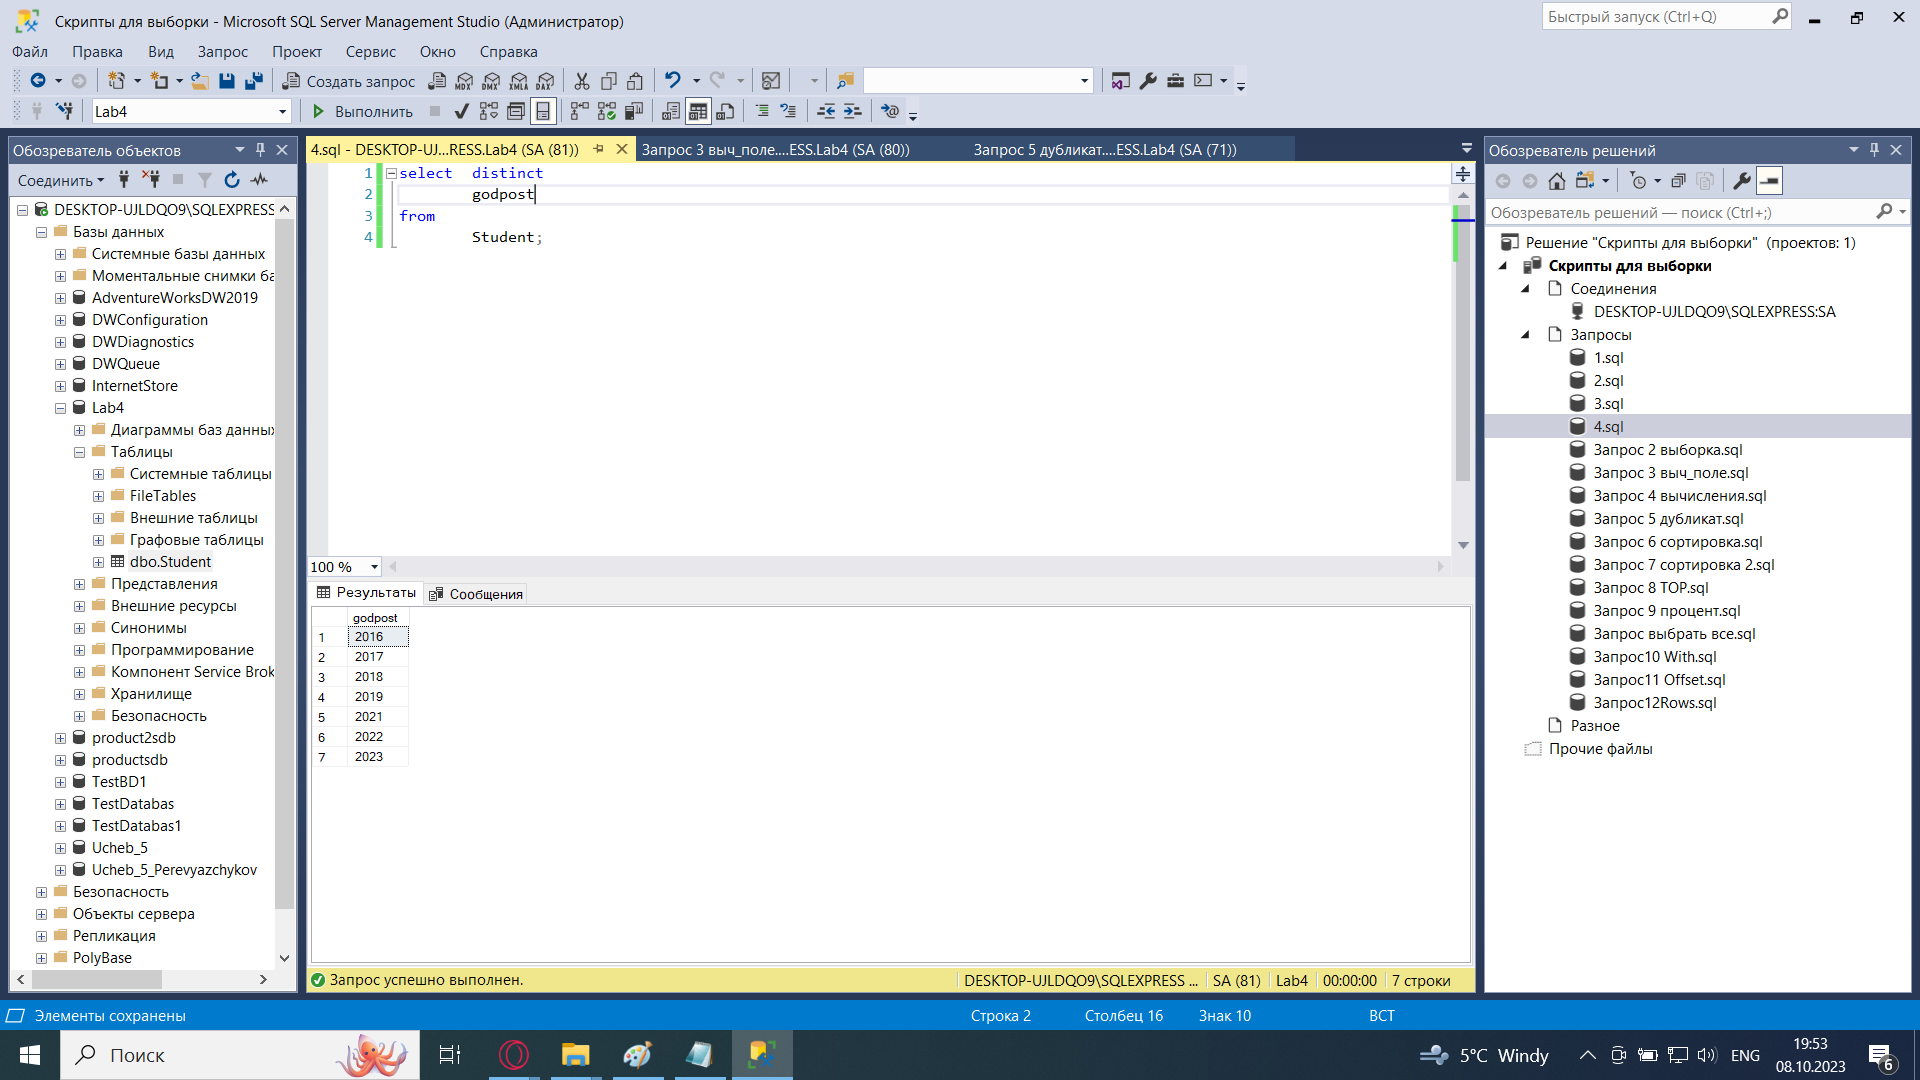 Скрипты для выборки - Microsoft SQL Server Management Studio (Администратор)
Быстрый запуск (Ctrl+Q)
Файл Правка Вид Запрос Проект Сервис Окно Справка
Создать запрос
MDX DMX XMLA DAX
Lab4
Выполнить
Обозреватель объектов
Соединить
DESKTOP-UJLDQO9\SQLEXPRESS
Базы данных
Системные базы данных
Моментальные снимки ба
AdventureWorksDW2019
DWConfiguration
DWDiagnostics
DWQueue
InternetStore
Lab4
Диаграммы баз данны
Таблицы
Системные таблицы
FileTables
Внешние таблицы
Графовые таблицы
dbo.Student
Представления
Внешние ресурсы
Синонимы
Программирование
Компонент Service Brok
Хранилище
Безопасность
product2sdb
productsdb
TestBD1
TestDatabas
TestDatabas1
Ucheb_5
Ucheb_5_Perevyazchykov
Безопасность
Объекты сервера
Репликация
PolyBase
4.sql - DESKTOP-UJ...RESS.Lab4 (SA (81))
Запрос 3 выч_поле....ESS.Lab4 (SA (80))
Запрос 5 дубликат....ESS.Lab4 (SA (71))
1 select distinct
2 godpost
3 from
4 Student;
100 %
Результаты
Сообщения
godpost
1 2016
2 2017
3 2018
4 2019
5 2021
6 2022
7 2023
Запрос успешно выполнен.
DESKTOP-UJLDQO9\SQLEXPRESS ...
SA (81)
Lab4
00:00:00
7 строки
Обозреватель решений
Обозреватель решений — поиск (Ctrl+;)
Решение "Скрипты для выборки" (проектов: 1)
Скрипты для выборки
Соединения
DESKTOP-UJLDQO9\SQLEXPRESS:SA
Запросы
1.sql
2.sql
3.sql
4.sql
Запрос 2 выборка.sql
Запрос 3 выч_поле.sql
Запрос 4 вычисления.sql
Запрос 5 дубликат.sql
Запрос 6 сортировка.sql
Запрос 7 сортировка 2.sql
Запрос 8 TOP.sql
Запрос 9 процент.sql
Запрос выбрать все.sql
Запрос10 With.sql
Запрос11 Offset.sql
Запрос12Rows.sql
Разное
Прочие файлы
Элементы сохранены
Строка 2
Столбец 16
Знак 10
ВСТ
Поиск
5°C Windy
ENG
19:53
08.10.2023
6